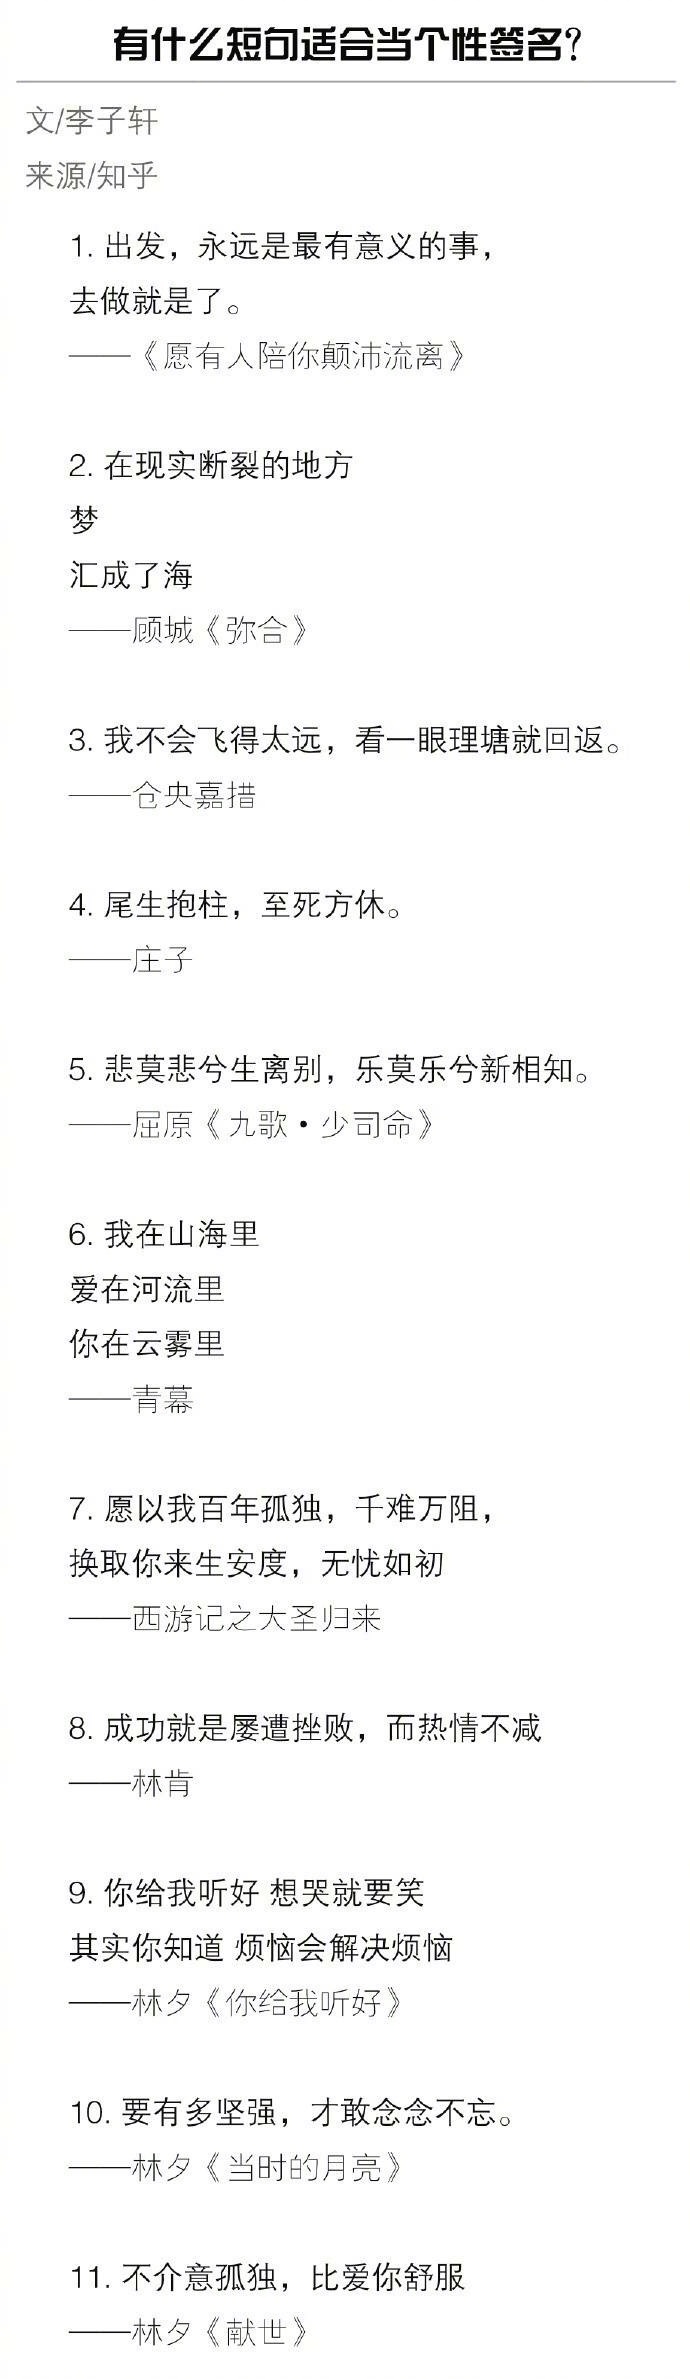 有什么短句适合当个性签名?
文/李子轩
来源/知乎
1. 出发，永远是最有意义的事，
去做就是了。
——《愿有人陪你颠沛流离》
2. 在现实断裂的地方
梦
汇成了海
——顾城《弥合》
3. 我不会飞得太远，看一眼理塘就回返。
——仓央嘉措
4. 尾生抱柱，至死方休。
——庄子
5. 悲莫悲兮生离别，乐莫乐兮新相知。
——屈原《九歌·少司命》
6. 我在山海里
爱在河流里
你在云雾里
——青幕
7. 愿以我百年孤独，千难万阻，
换取你来生安度，无忧如初
——西游记之大圣归来
8. 成功就是屡遭挫败，而热情不减
——林肯
9. 你给我听好 想哭就要笑
其实你知道 烦恼会解决烦恼
——林夕《你给我听好》
10. 要有多坚强，才敢念念不忘。
——林夕《当时的月亮》
11. 不介意孤独，比爱你舒服
——林夕《献世》